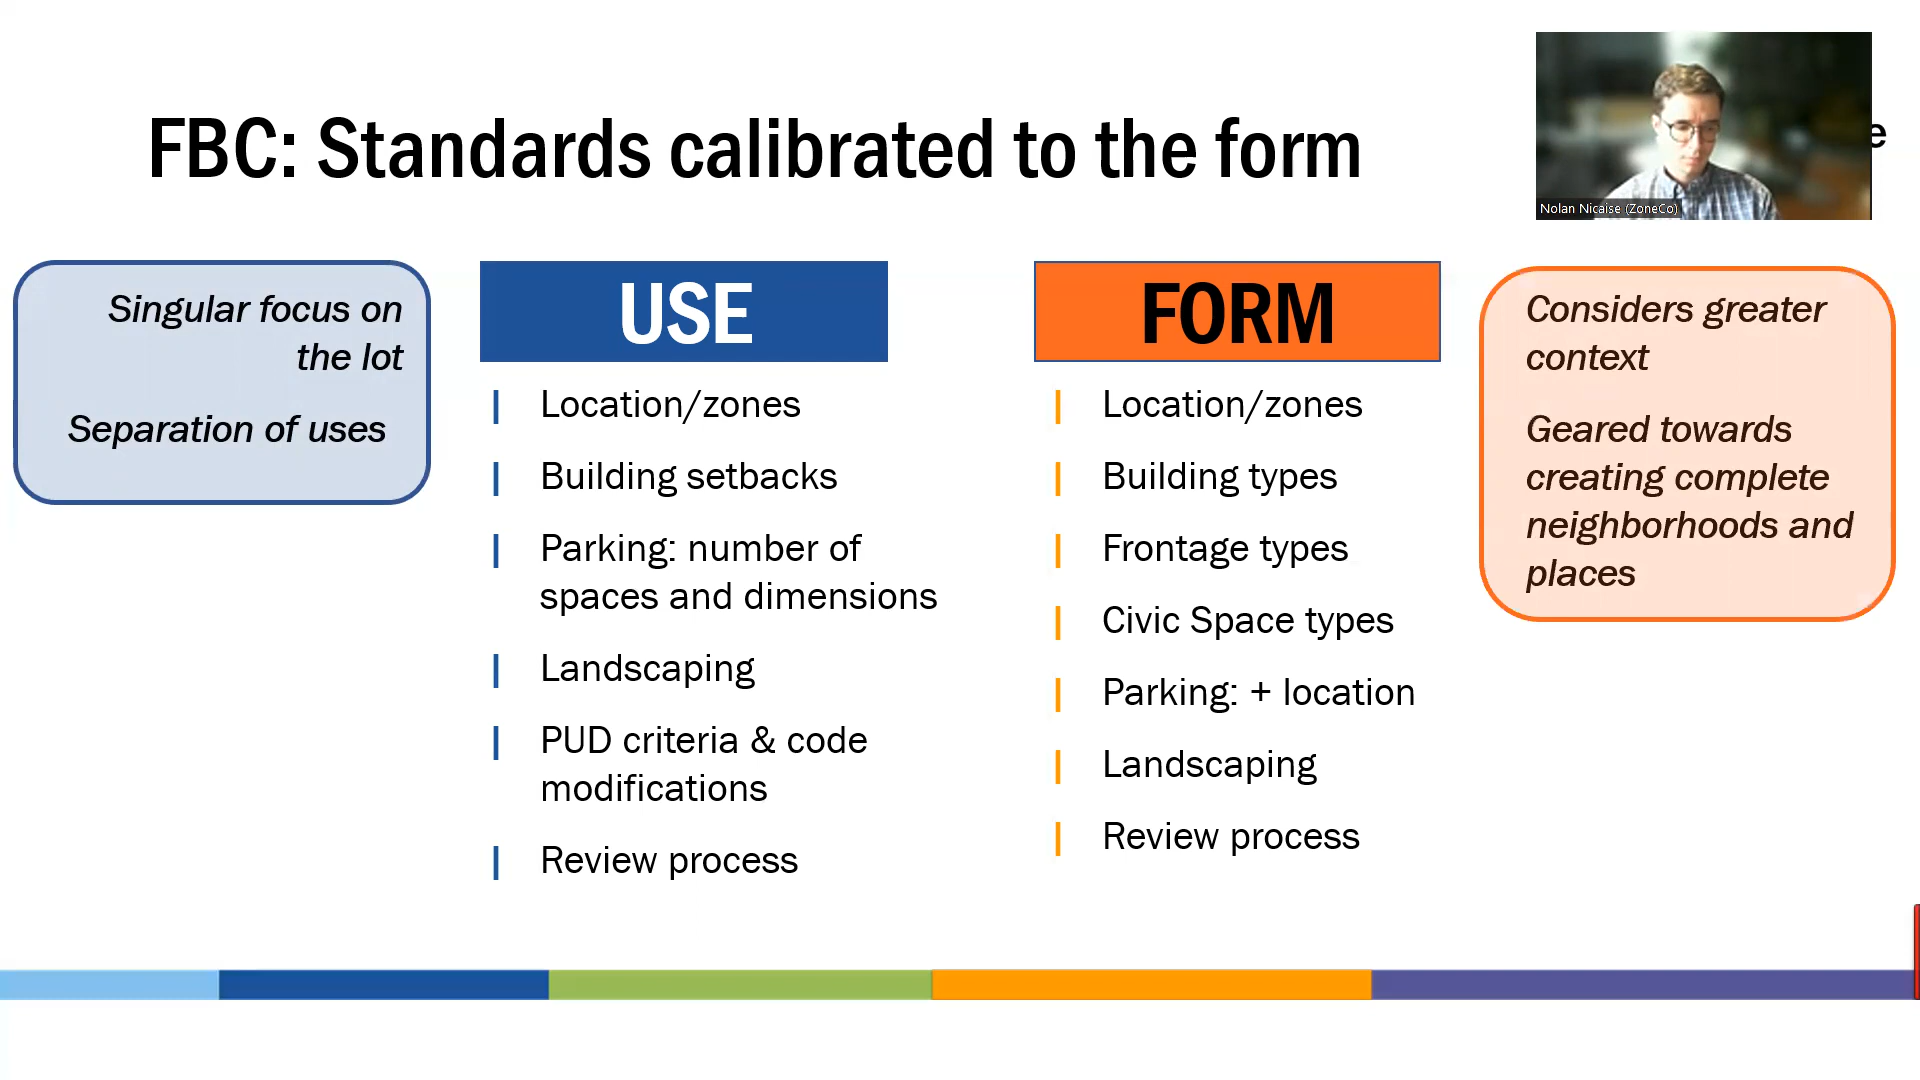 FBC: Standards calibrated to the form
e
Nolan Nicaise (ZoneCo)
Singular focus on
the lot
Separation of uses
USE
| Location/zones
| Building setbacks
| Parking: number of
spaces and dimensions
| Landscaping
| PUD criteria & code
modifications
| Review process
FORM
| Location/zones
| Building types
| Frontage types
| Civic Space types
| Parking: + location
| Landscaping
| Review process
Considers greater
context
Geared towards
creating complete
neighborhoods and
places